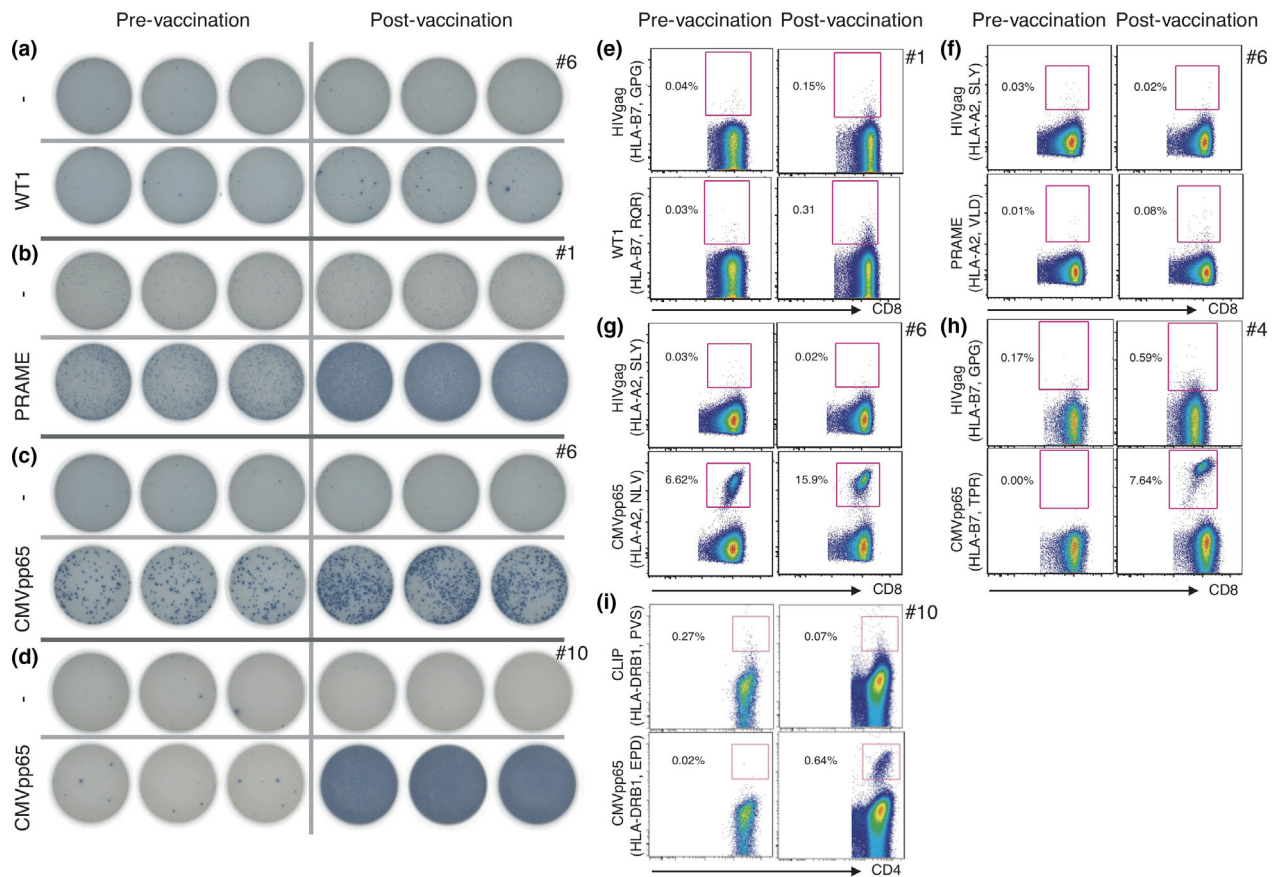 Pre-vaccination
Post-vaccination
(a)
#6
-
WT1
(b)
#1
-
PRAME
(c)
#6
-
CMVpp65
(d)
#10
-
CMVpp65
Pre-vaccination
Post-vaccination
(e)
#1
HIVgag
(HLA-B7, GPG)
0.04%
0.15%
WT1
(HLA-B7, RQR)
0.03%
0.31
CD8
Pre-vaccination
Post-vaccination
(f)
#6
HIVgag
(HLA-A2, SLY)
0.03%
0.02%
PRAME
(HLA-A2, VLD)
0.01%
0.08%
CD8
(g)
#6
HIVgag
(HLA-A2, SLY)
0.03%
0.02%
CMVpp65
(HLA-A2, NLV)
6.62%
15.9%
CD8
(h)
#4
HIVgag
(HLA-B7, GPG)
0.17%
0.59%
CMVpp65
(HLA-B7, TPR)
0.00%
7.64%
CD8
(i)
#10
CLIP
(HLA-DRB1, PVS)
0.27%
0.07%
CMVpp65
(HLA-DRB1, EPD)
0.02%
0.64%
CD4